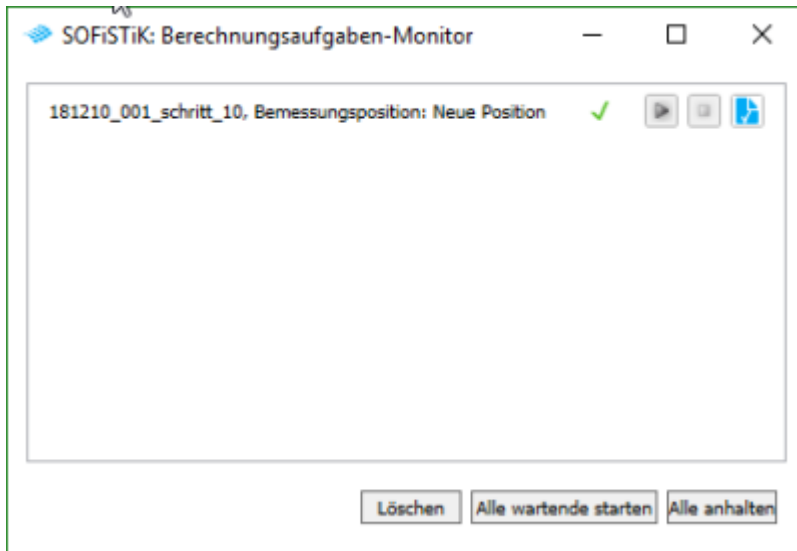 SOFiSTiK: Berechnungsaufgaben-Monitor
181210_001_schritt_10, Bemessungsposition: Neue Position
Löschen Alle wartende starten Alle anhalten